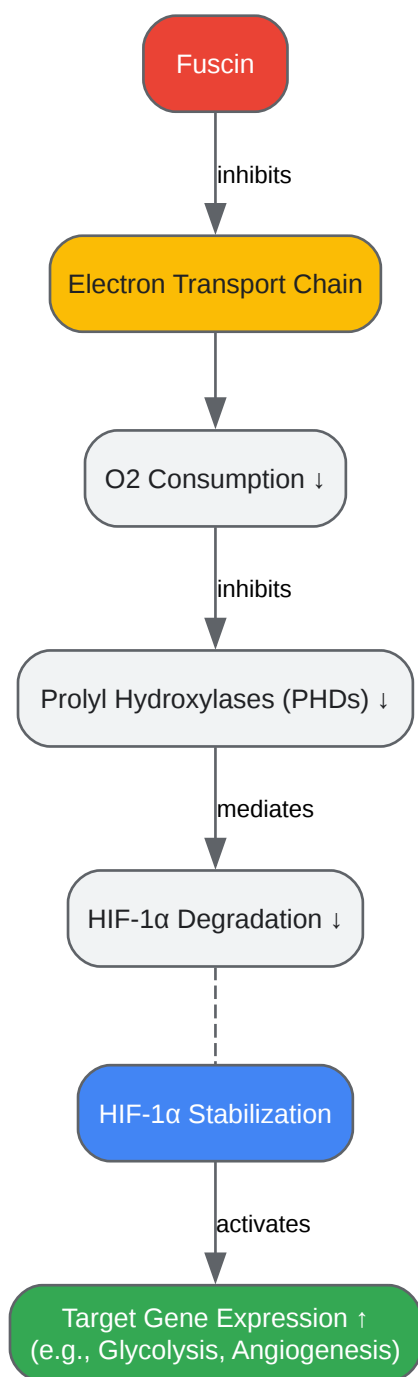 Fuscin
inhibits
Electron Transport Chain
O2 Consumption ↓
inhibits
Prolyl Hydroxylases (PHDs) ↓
mediates
HIF-1α Degradation ↓
HIF-1α Stabilization
activates
Target Gene Expression ↑
(e.g., Glycolysis, Angiogenesis)